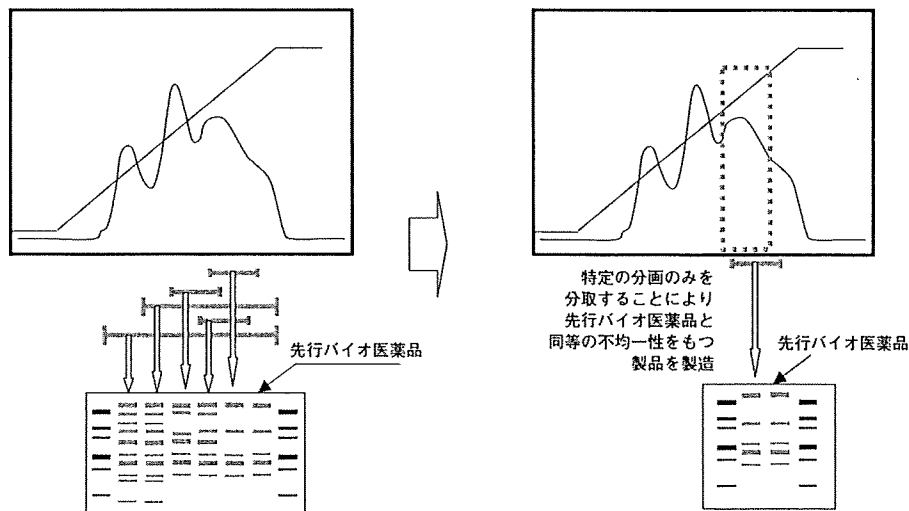 先行バイオ医薬品
特定の分画のみを
分取することにより
先行バイオ医薬品と
同等の不均一性をもつ
製品を製造
先行バイオ医薬品